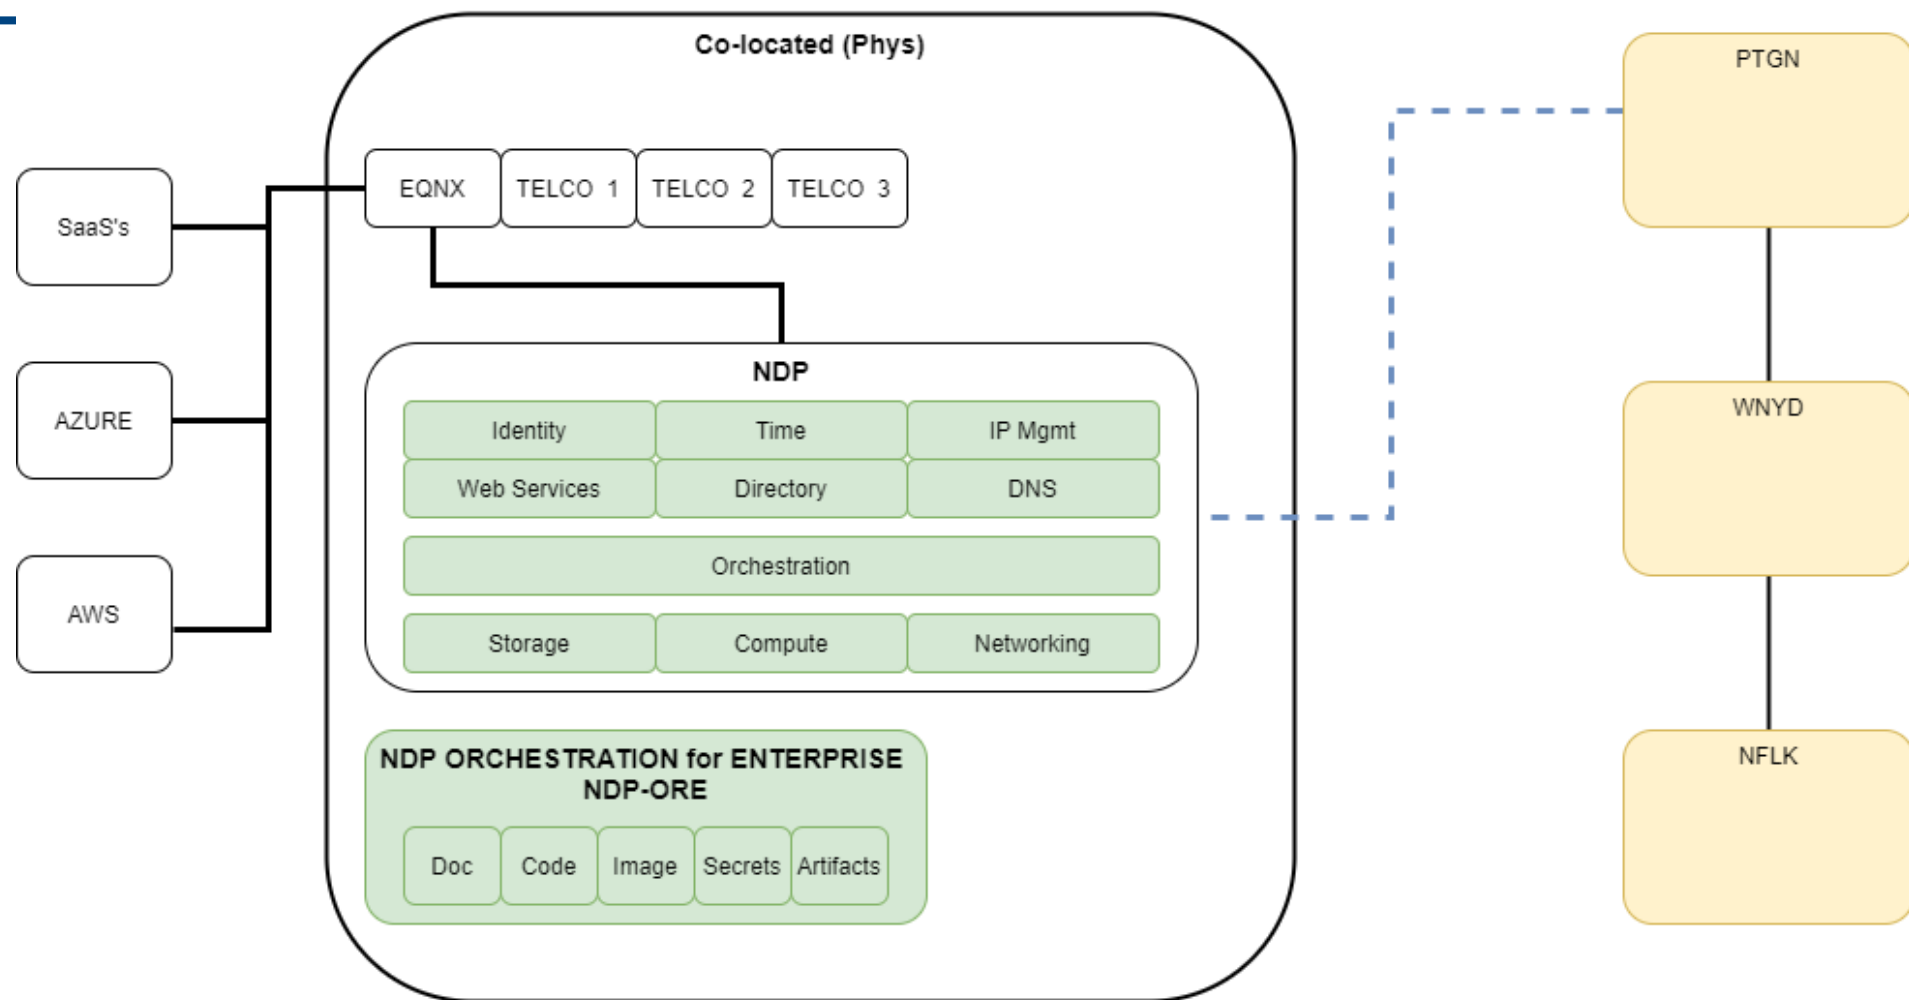 Co-located (Phys)
PTGN
EQNX
TELCO 1
TELCO 2
TELCO 3
SaaS's
AZURE
AWS
NDP
Identity
Time
IP Mgmt
Web Services
Directory
DNS
Orchestration
Storage
Compute
Networking
WNYD
NDP ORCHESTRATION for ENTERPRISE
NDP-ORE
Doc
Code
Image
Secrets
Artifacts
NFLK